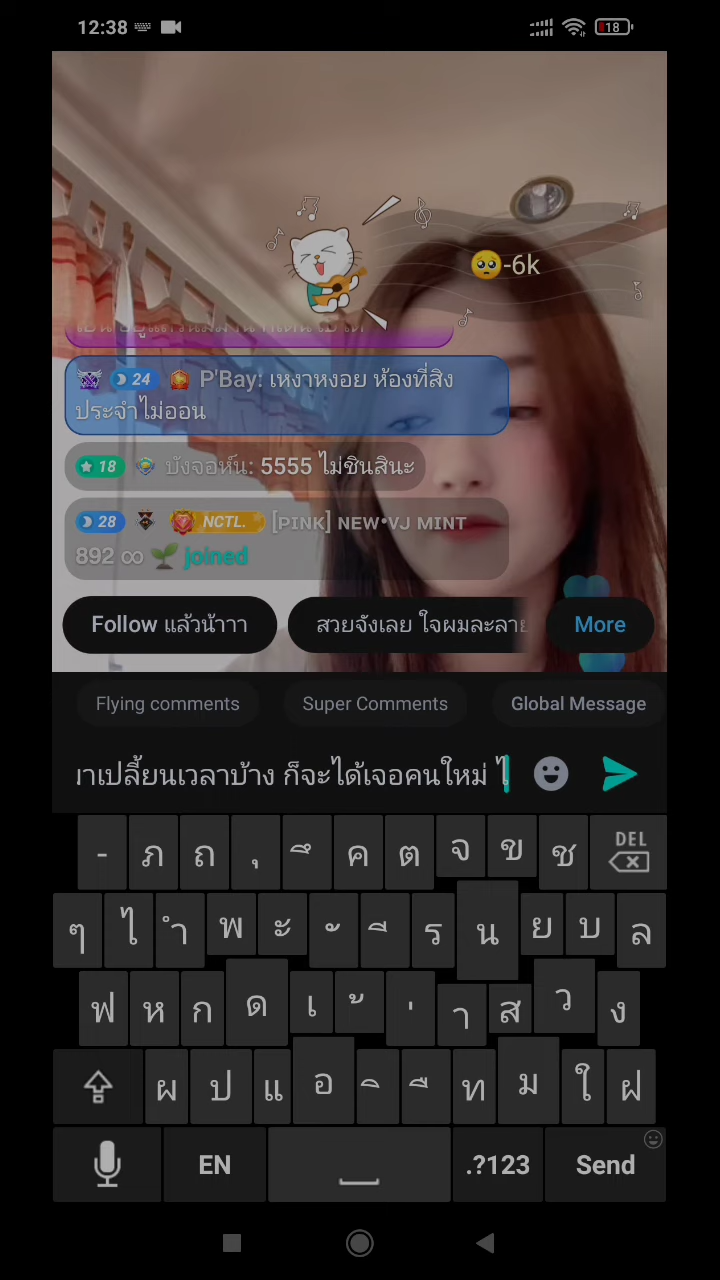 12:38
18
-6k
24 P'Bay: เหงาหงอย ห้องที่สิง
ประจำไม่ออน
18 บังจอห์น: 5555 ไม่ชินสินะ
28 NCTL. [PINK] NEW•VJ MINT
892 ∞ joined
Follow แล้วน้าาา
สวยจังเลย ใจผมละลาย
More
Flying comments
Super Comments
Global Message
มาเปลี้ยนเวลาบ้าง ก็จะได้เจอคนใหม่ ไ
- ภ ถ ุ ึ ค ต จ ข ช DEL
ๆ ไ ำ พ ะ ั ี ร น ย บ ล
ฟ ห ก ด เ ้ ่ า ส ว ง
ผ ป แ อ ิ ื ท ม ใ ฝ
EN .?123 Send